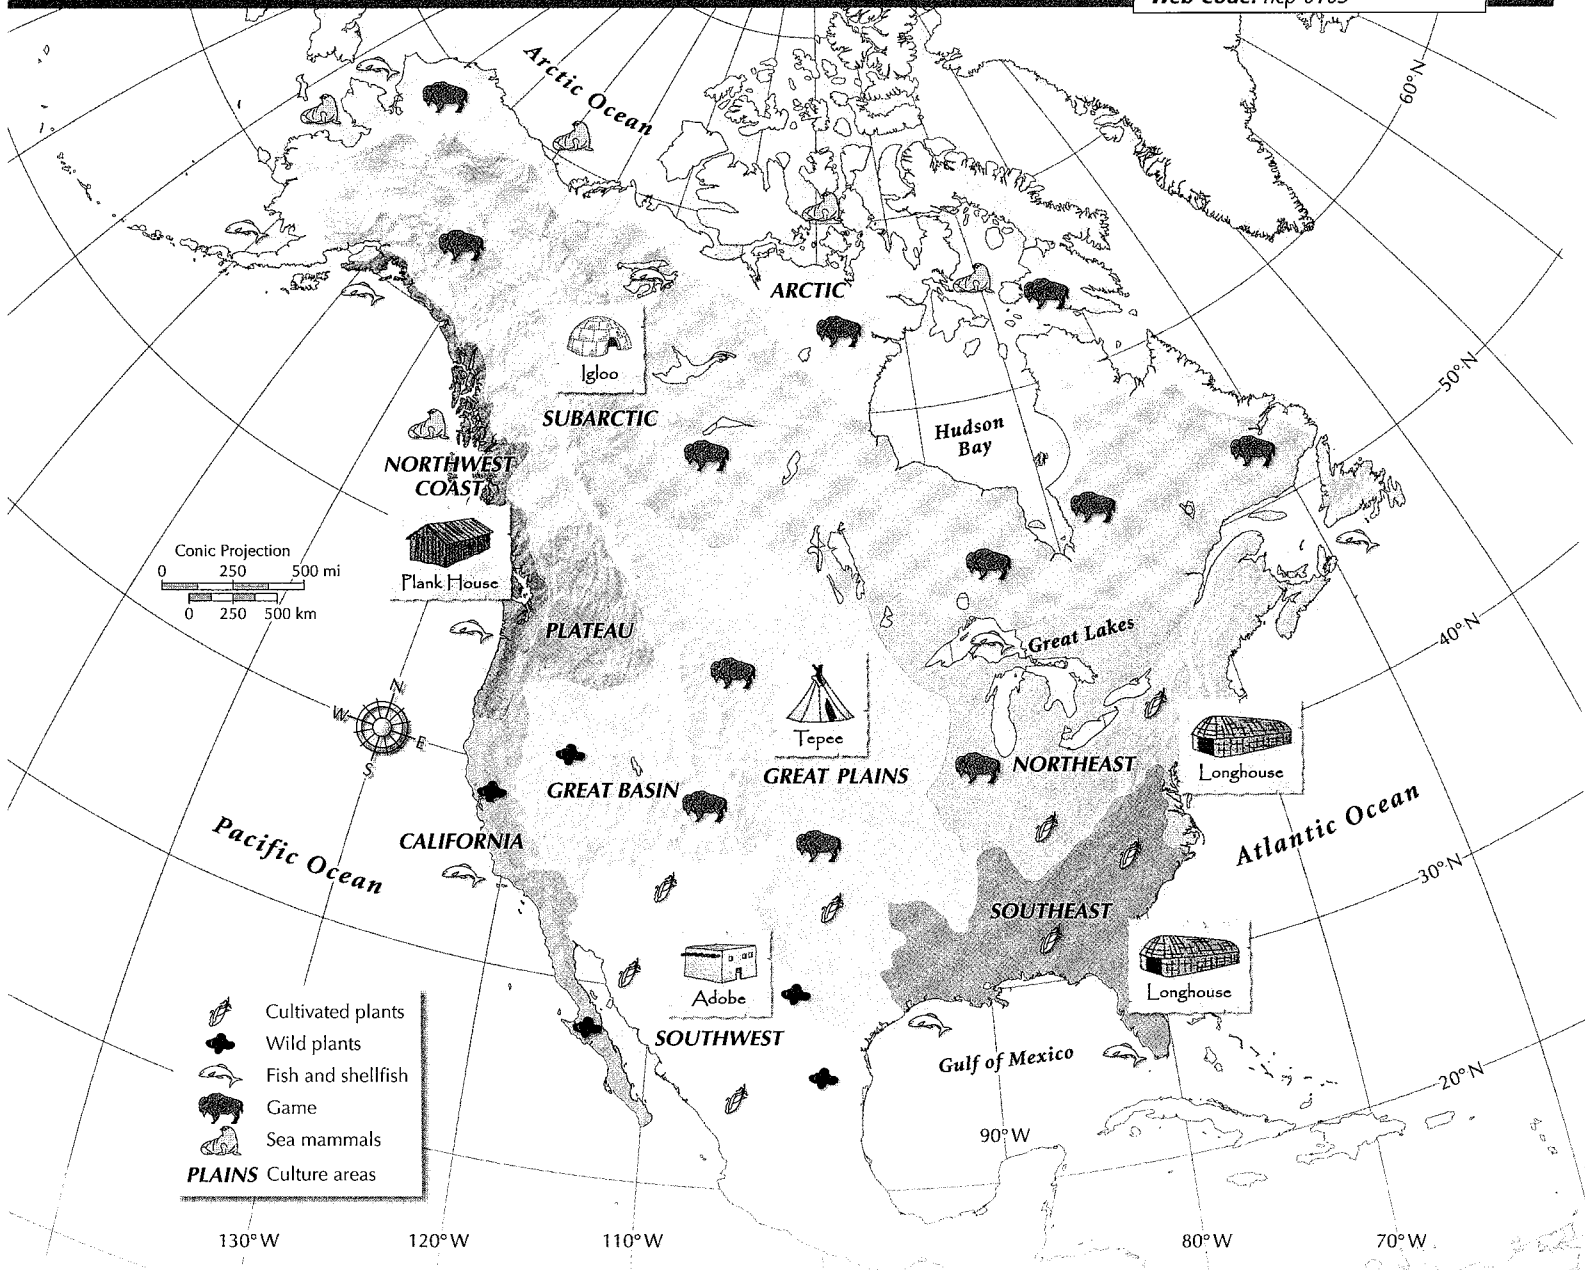 Web Code:
Arctic Ocean
60°N
ARCTIC
Igloo
SUBARCTIC
50°N
Hudson
Bay
NORTHWEST
COAST
Conic Projection
0 250 500 mi
0 250 500 km
Plank House
PLATEAU
Great Lakes
40°N
N
W
E
S
Tepee
GREAT PLAINS
GREAT BASIN
NORTHEAST
Longhouse
CALIFORNIA
Pacific Ocean
Atlantic Ocean
30°N
SOUTHEAST
Longhouse
Adobe
SOUTHWEST
Gulf of Mexico
20°N
90°W
Cultivated plants
Wild plants
Fish and shellfish
Game
Sea mammals
PLAINS Culture areas
130°W
120°W
110°W
80°W
70°W